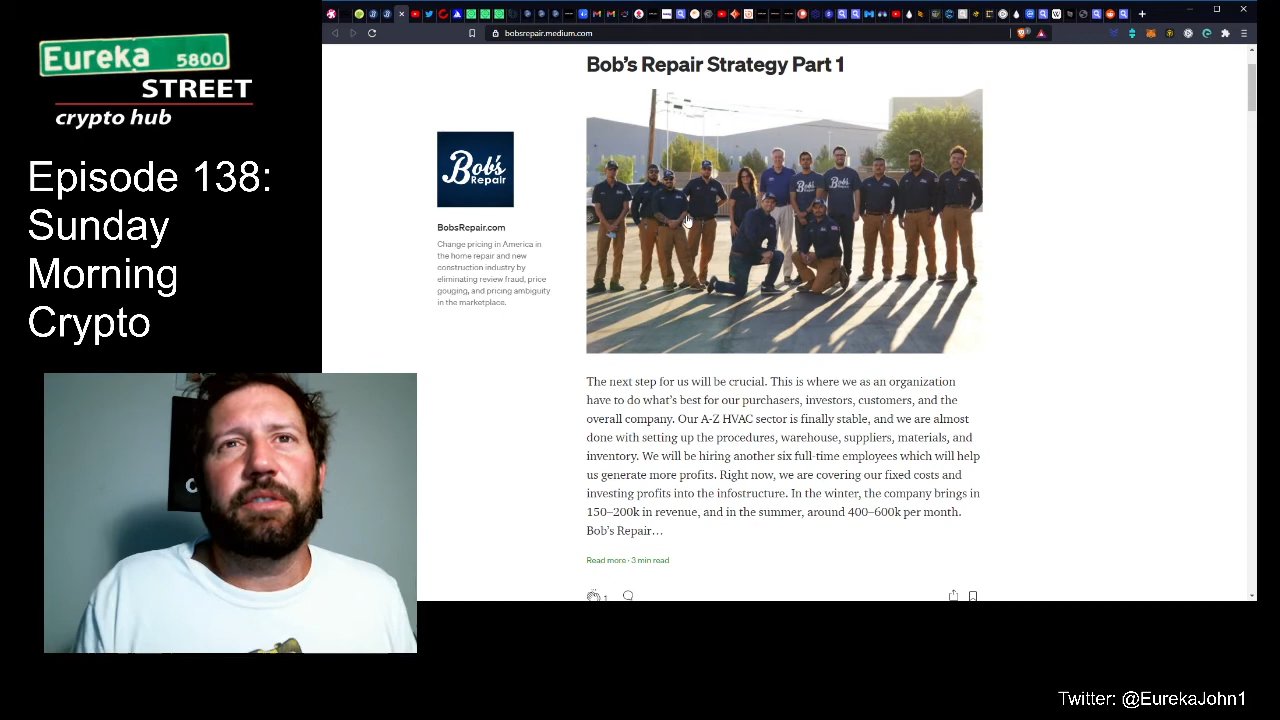 Eureka 5800
STREET
crypto hub
Episode 138:
Sunday
Morning
Crypto
bobsrepair.medium.com
Bob's Repair Strategy Part 1
Bob's
Repair
BobsRepair.com
Change pricing in America in
the home repair and new
construction industry by
eliminating review fraud, price
gouging, and pricing ambiguity
in the marketplace.
The next step for us will be crucial. This is where we as an organization
have to do what's best for our purchasers, investors, customers, and the
overall company. Our A-Z HVAC sector is finally stable, and we are almost
done with setting up the procedures, warehouse, suppliers, materials, and
inventory. We will be hiring another six full-time employees which will help
us generate more profits. Right now, we are covering our fixed costs and
investing profits into the infostructure. In the winter, the company brings in
150–200k in revenue, and in the summer, around 400–600k per month.
Bob's Repair…
Read more · 3 min read
1
Twitter: @EurekaJohn1